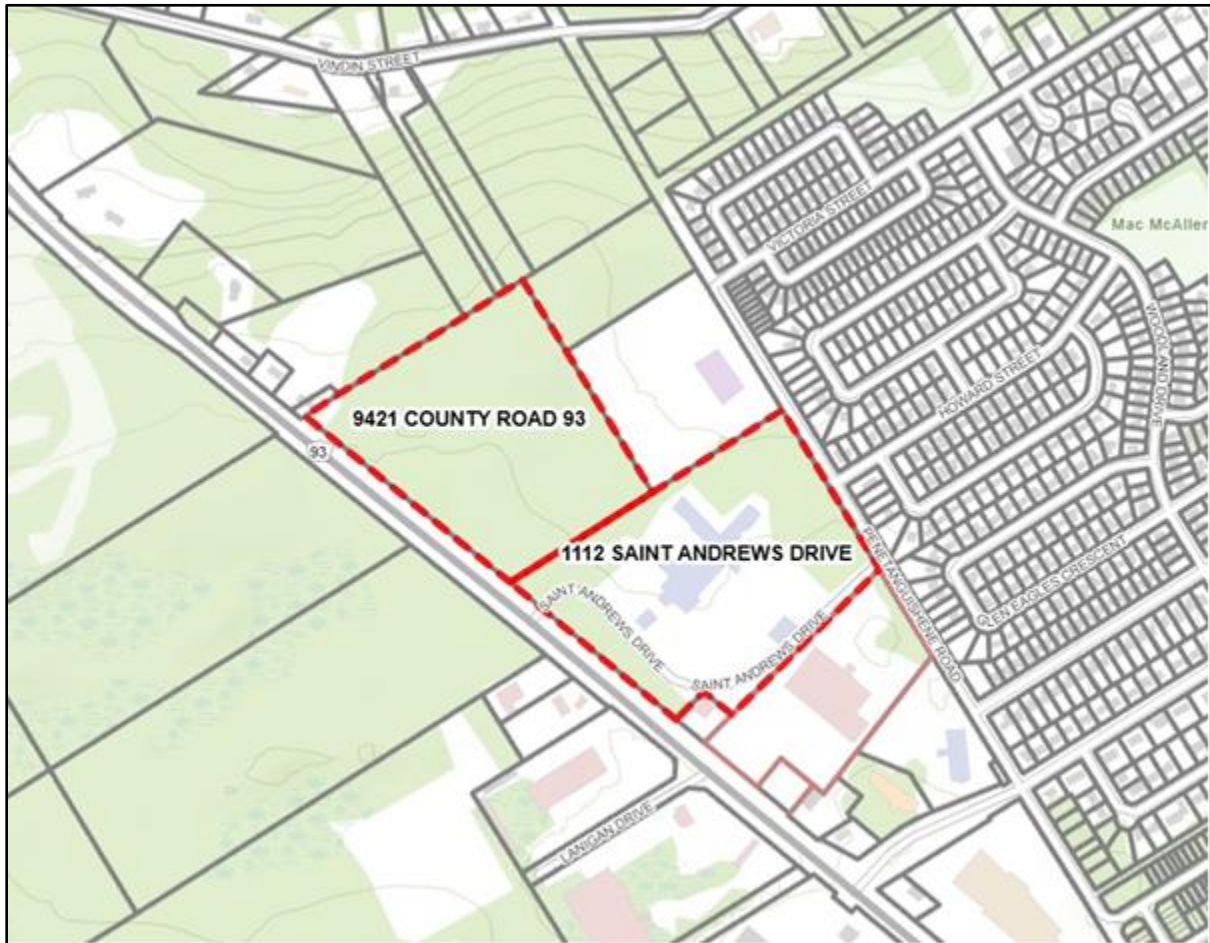 VINDIN STREET
VICTORIA STREET
Mac McAller
WOODLAND DRIVE
HOWARD STREET
9421 COUNTY ROAD 93
93
1112 SAINT ANDREWS DRIVE
PENETANGUISHENE ROAD
GLEN EAGLES CRESCENT
SAINT ANDREWS DRIVE
SAINT ANDREWS DRIVE
LANIGAN DRIVE